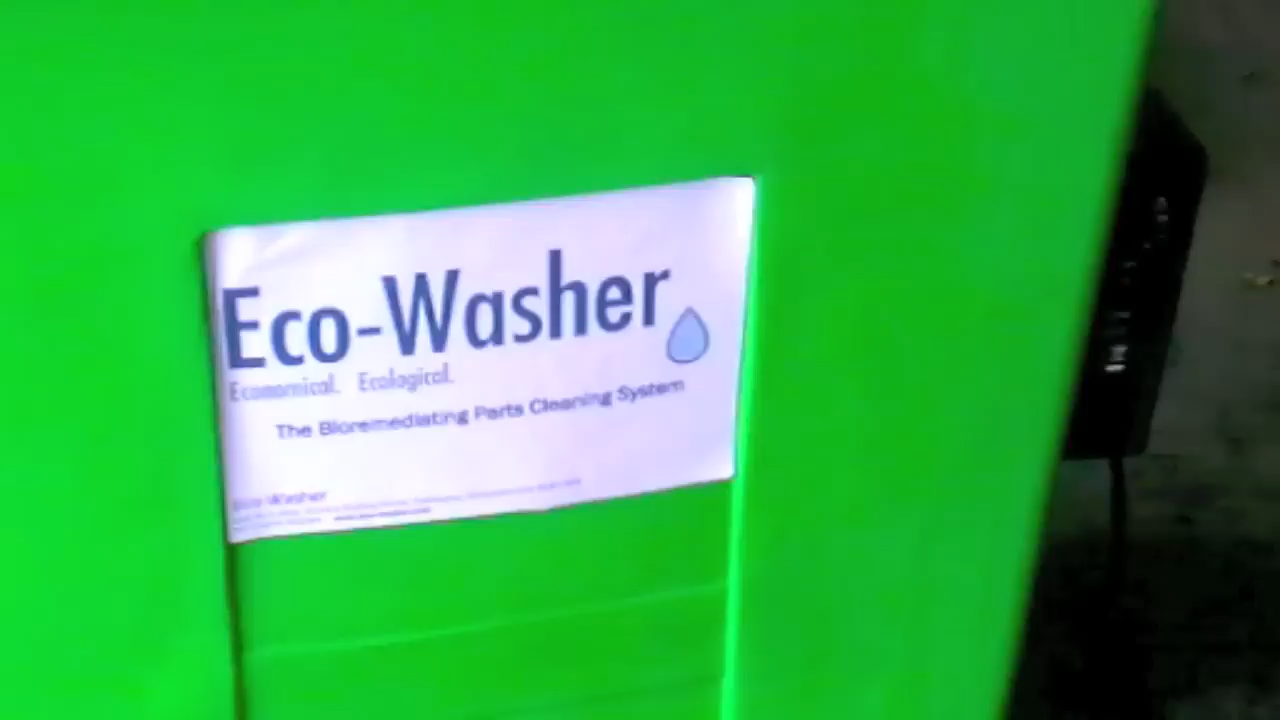 Eco-Washer
Economical. Ecological.
The Bioremediating Parts Cleaning System
Eco Washer